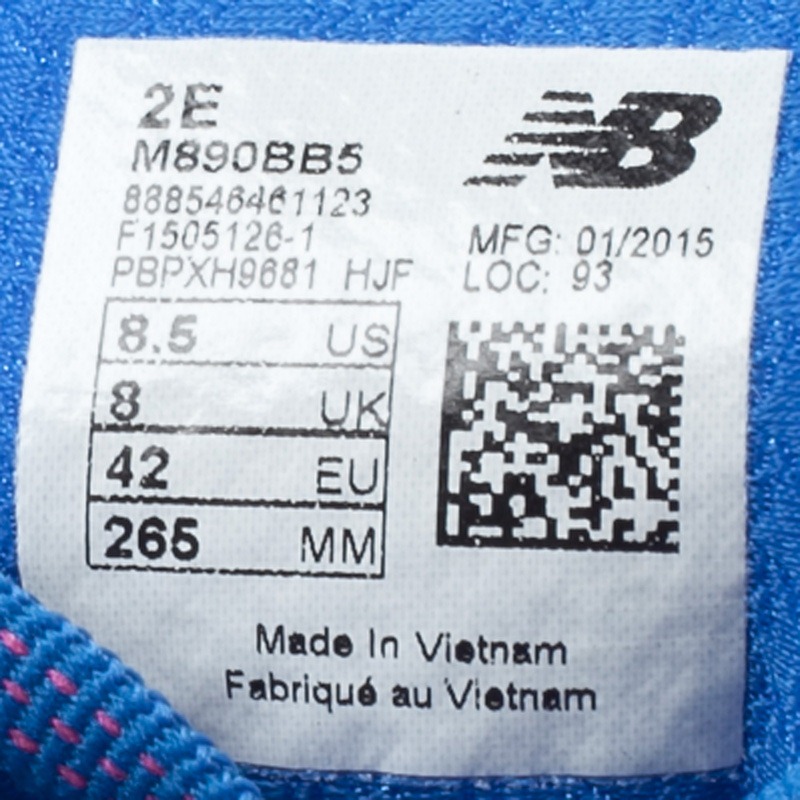 2E
M890BB5
888546461123
F1505126-1
PBPXH9681 HJF
NB
MFG: 01/2015
LOC: 93
8.5 US
8 UK
42 EU
265 MM
Made In Vietnam
Fabriqué au Vietnam